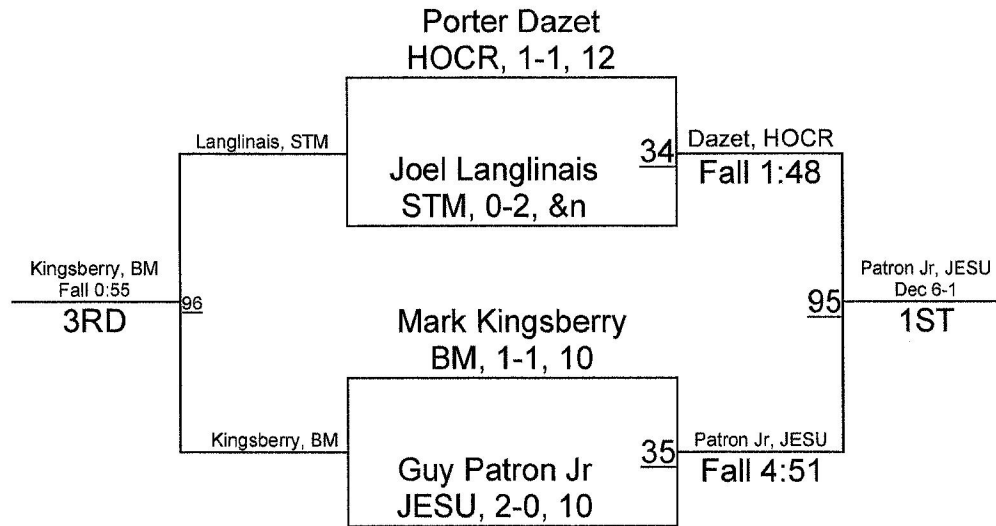 Porter Dazet
HOCR, 1-1, 12
Langlinais, STM
Joel Langlinais
STM, 0-2, &n
34
Dazet, HOCR
Fall 1:48
Kingsberry, BM
Fall 0:55
3RD
96
Mark Kingsberry
BM, 1-1, 10
95
Patron Jr, JESU
Dec 6-1
1ST
Kingsberry, BM
Guy Patron Jr
JESU, 2-0, 10
35
Patron Jr, JESU
Fall 4:51